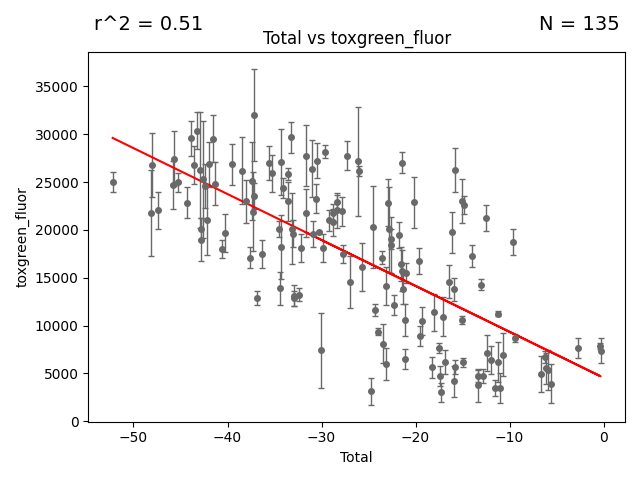 r^2 = 0.51
N = 135
Total vs toxgreen_fluor
35000
30000
25000
20000
15000
10000
5000
0
toxgreen_fluor
−50
−40
−30
−20
−10
0
Total